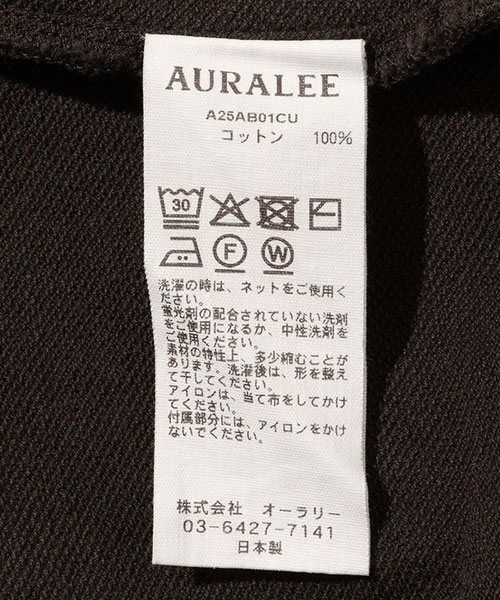 AURALEE
A25AB01CU
コットン 100%
30
F W
洗濯の時は、ネットをご使用く
ださい。
蛍光剤の配合されていない洗剤
をご使用になるか、中性洗剤を
ご使用ください。
素材の特性上、多少縮むことが
あります。洗濯後は、形を整え
て干してください。
アイロンは、当て布をしてかけ
てください。
付属部分には、アイロンをかけ
ないでください。
株式会社 オーラリー
03-6427-7141
日本製